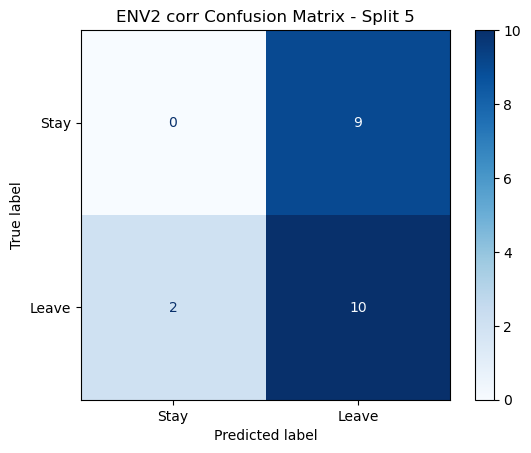 ENV2 corr Confusion Matrix - Split 5
True label
Stay
Leave
0
9
2
10
Stay
Leave
Predicted label
10
8
6
4
2
0